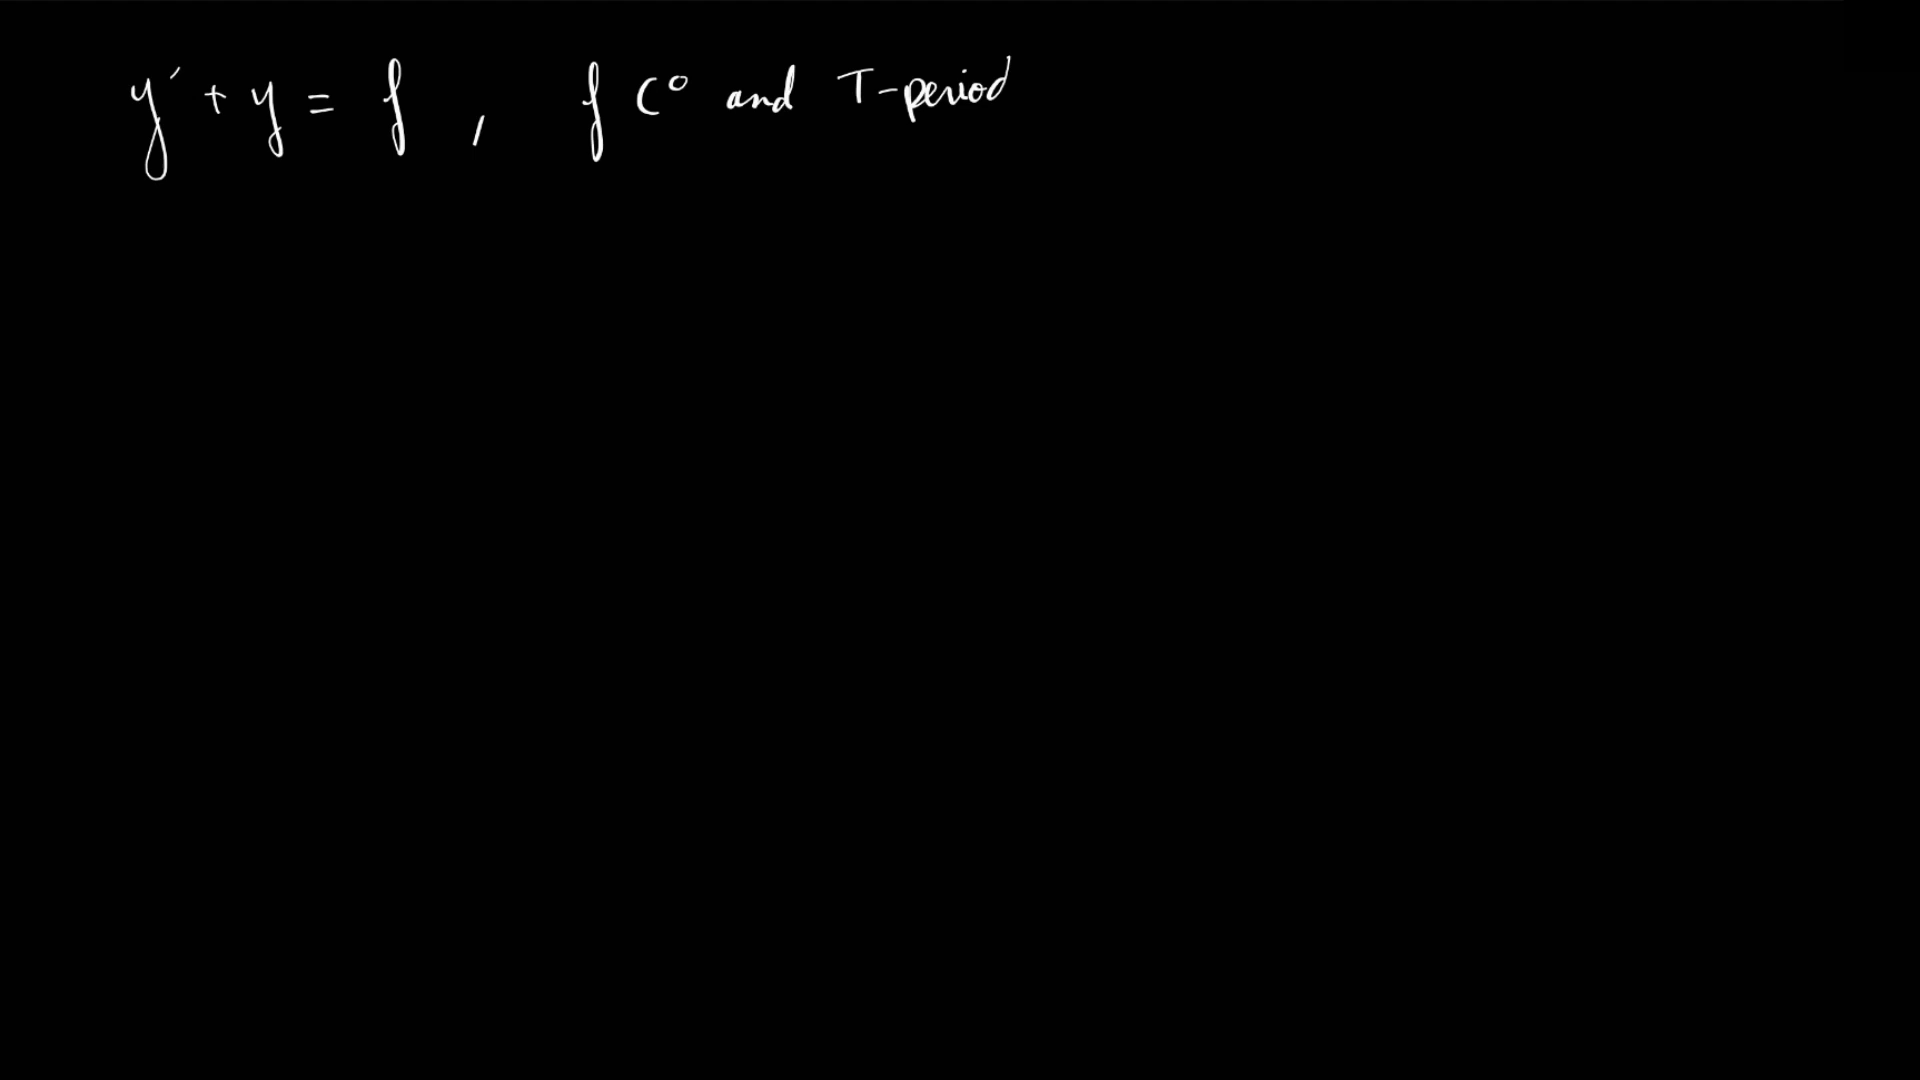 y′ + y = f , f C⁰ and T-period